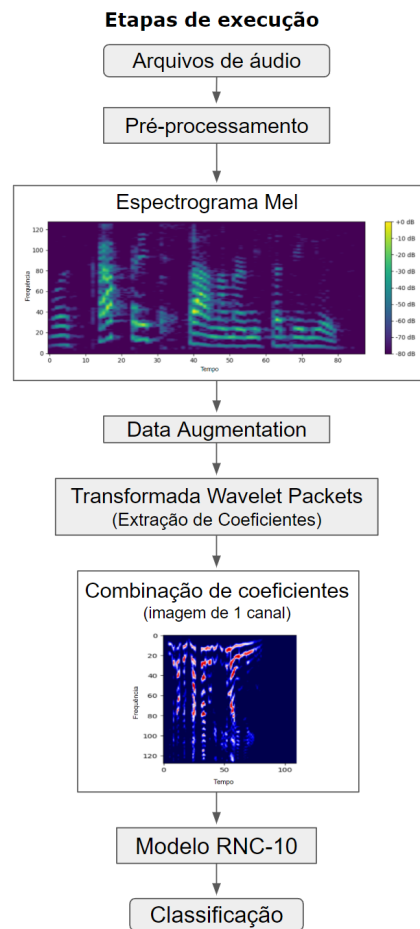 Etapas de execução
Arquivos de áudio
Pré-processamento
Espectrograma Mel
120
100
80
60
40
20
0
Frequência
0
10
20
30
40
50
60
70
80
Tempo
+0 dB
-10 dB
-20 dB
-30 dB
-40 dB
-50 dB
-60 dB
-70 dB
-80 dB
Data Augmentation
Transformada Wavelet Packets
(Extração de Coeficientes)
Combinação de coeficientes
(imagem de 1 canal)
0
20
40
60
80
100
120
Frequência
0
50
100
Tempo
Modelo RNC-10
Classificação